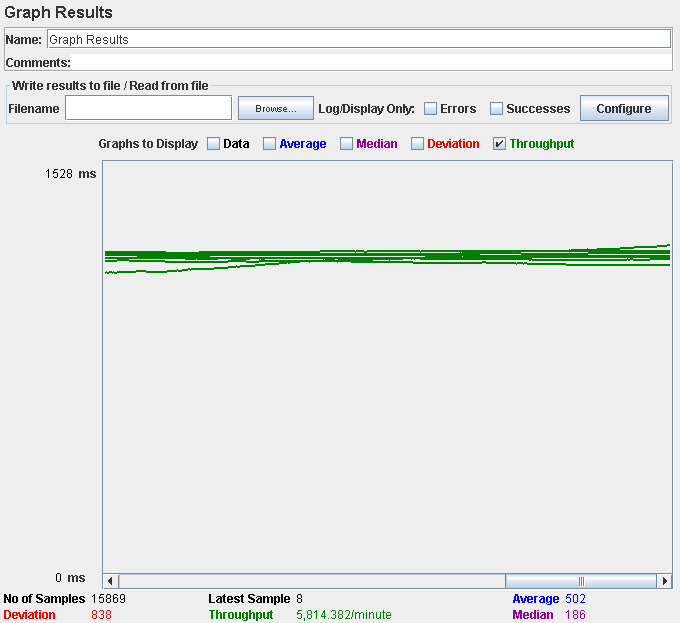 Graph Results
Name: Graph Results
Comments:
Write results to file / Read from file
Filename Browse... Log/Display Only: Errors Successes Configure
Graphs to Display Data Average Median Deviation Throughput
1528 ms
0 ms
No of Samples 15869 Latest Sample 8 Average 502
Deviation 838 Throughput 5,814.382/minute Median 186